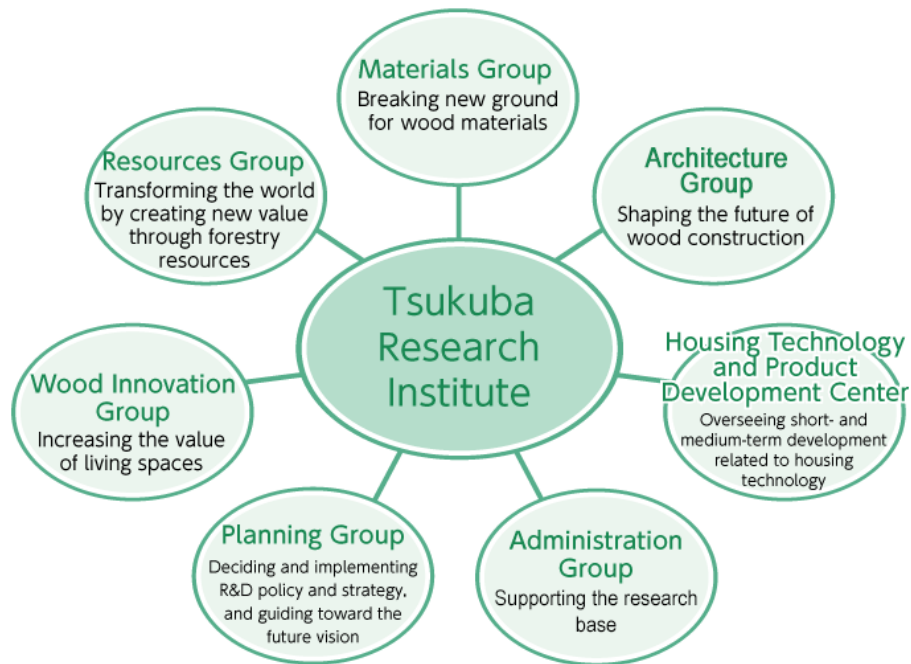 Materials Group
Breaking new ground
for wood materials
Resources Group
Transforming the world
by creating new value
through forestry
resources
Architecture
Group
Shaping the future of
wood construction
Tsukuba
Research
Institute
Wood Innovation
Group
Increasing the value
of living spaces
Housing Technology
and Product
Development Center
Overseeing short- and
medium-term development
related to housing
technology
Planning Group
Deciding and implementing
R&D policy and strategy,
and guiding toward the
future vision
Administration
Group
Supporting the research
base